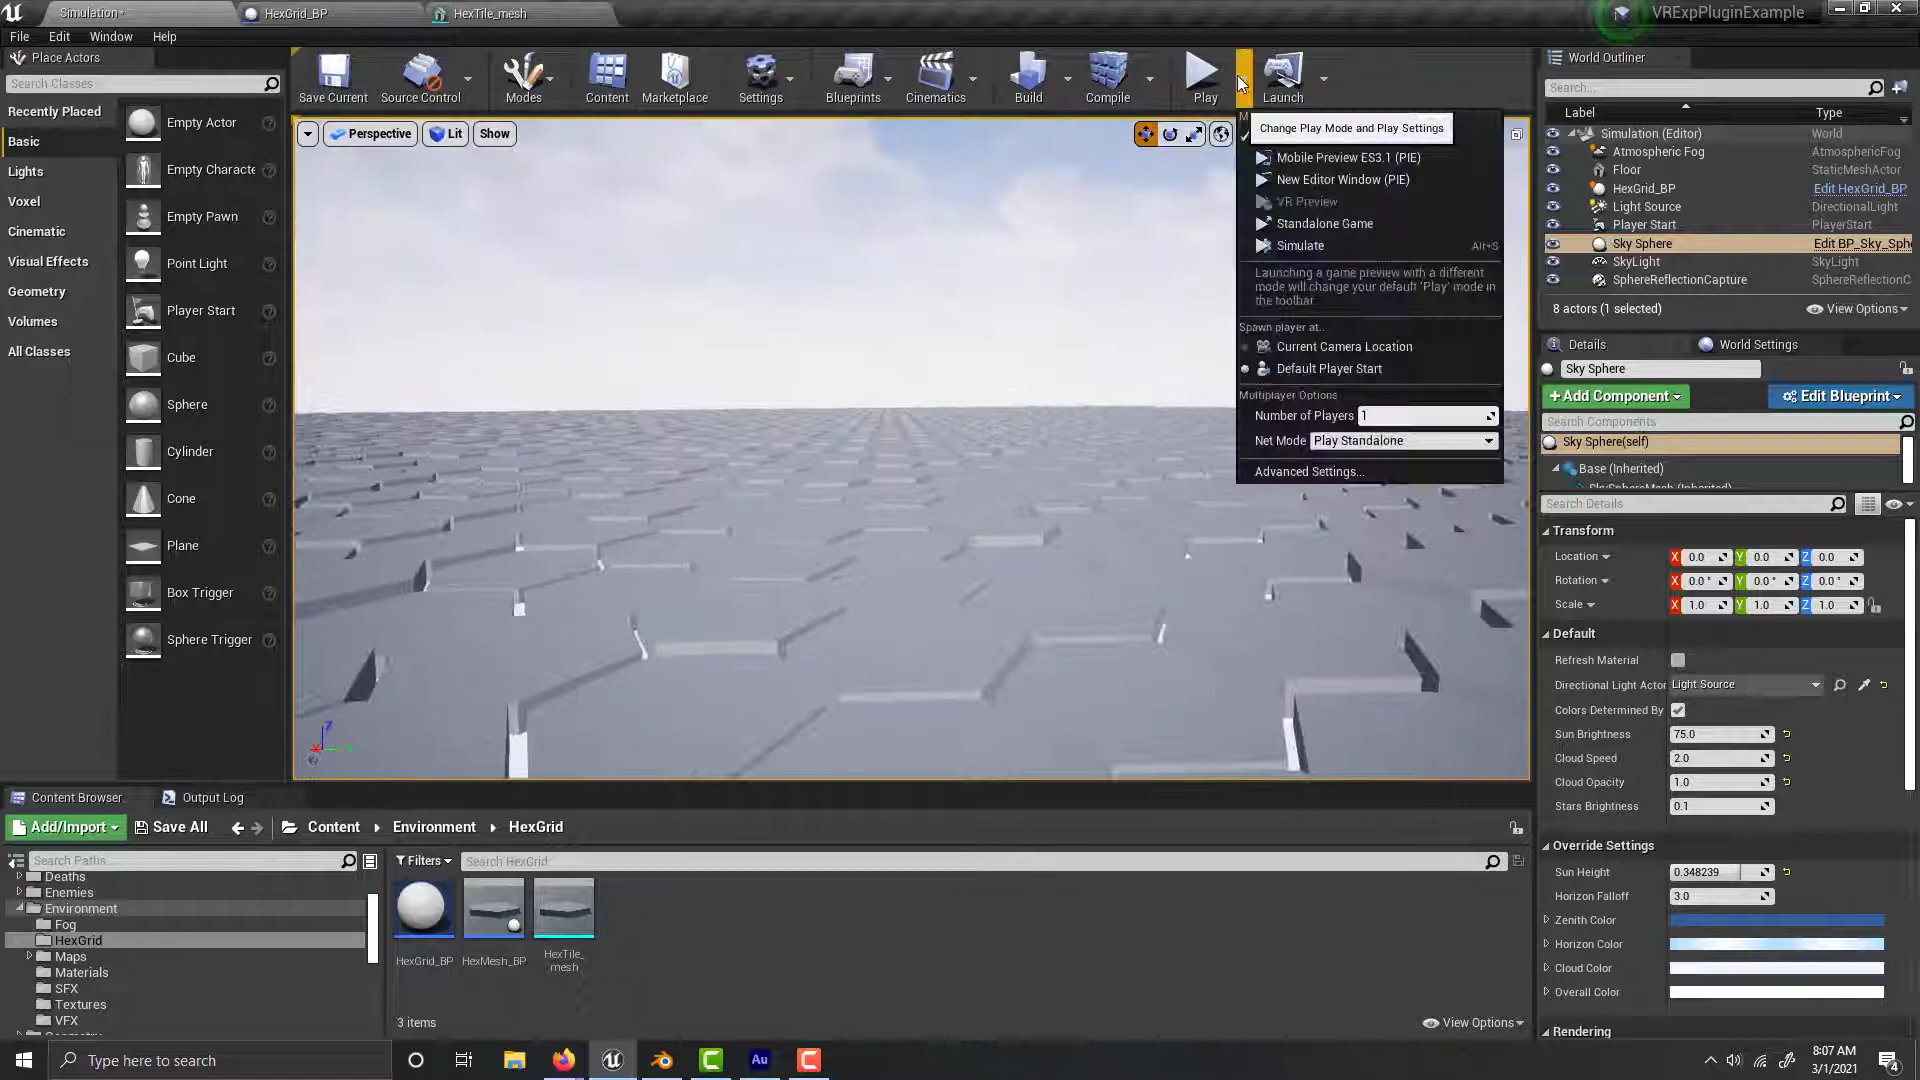 Simulation*
HexGrid_BP
HexTile_mesh
VRExpPluginExample
File Edit Window Help
Place Actors
Search Classes
Recently Placed
Basic
Lights
Voxel
Cinematic
Visual Effects
Geometry
Volumes
All Classes
Empty Actor
Empty Characte
Empty Pawn
Point Light
Player Start
Cube
Sphere
Cylinder
Cone
Plane
Box Trigger
Sphere Trigger
Save Current
Source Control
Modes
Content
Marketplace
Settings
Blueprints
Cinematics
Build
Compile
Play
Launch
Perspective
Lit
Show
Change Play Mode and Play Settings
Mobile Preview ES3.1 (PIE)
New Editor Window (PIE)
VR Preview
Standalone Game
Simulate Alt+S
Launching a game preview with a different
mode will change your default 'Play' mode in
the toolbar
Spawn player at..
Current Camera Location
Default Player Start
Multiplayer Options
Number of Players 1
Net Mode Play Standalone
Advanced Settings...
World Outliner
Search...
Label Type
Simulation (Editor) World
Atmospheric Fog AtmosphericFog
Floor StaticMeshActor
HexGrid_BP Edit HexGrid_BP
Light Source DirectionalLight
Player Start PlayerStart
Sky Sphere Edit BP_Sky_Sph
SkyLight SkyLight
SphereReflectionCapture SphereReflectionC
8 actors (1 selected) View Options
Details
World Settings
Sky Sphere
+Add Component
Edit Blueprint
Search Components
Sky Sphere(self)
Base (Inherited)
SkySphereMesh (Inherited)
Search Details
Transform
Location X 0.0 Y 0.0 Z 0.0
Rotation X 0.0 ° Y 0.0 ° Z 0.0 °
Scale X 1.0 Y 1.0 Z 1.0
Default
Refresh Material
Directional Light Actor Light Source
Colors Determined By
Sun Brightness 75.0
Cloud Speed 2.0
Cloud Opacity 1.0
Stars Brightness 0.1
Override Settings
Sun Height 0.348239
Horizon Falloff 3.0
Zenith Color
Horizon Color
Cloud Color
Overall Color
Rendering
Content Browser
Output Log
Add/Import
Save All
Content
Environment
HexGrid
Search Paths
Filters
Search HexGrid
Deaths
Enemies
Environment
Fog
HexGrid
Maps
Materials
SFX
Textures
VFX
HexGrid_BP
HexMesh_BP
HexTile_
mesh
3 items
View Options
Z
X
Type here to search
Au
8:07 AM
3/1/2021
4